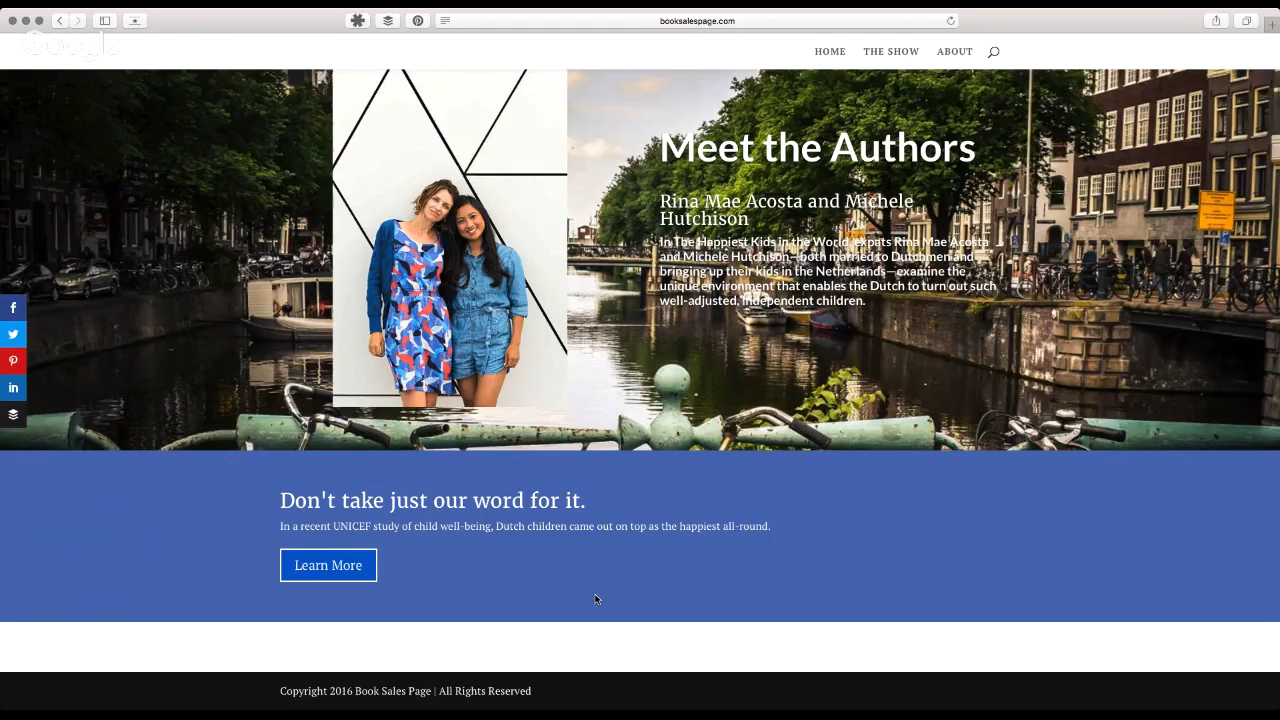 booksalespage.com
Google
HOME THE SHOW ABOUT
Meet the Authors
Rina Mae Acosta and Michele
Hutchison
In The Happiest Kids in the World, expats Rina Mae Acosta
and Michele Hutchison—both married to Dutchmen and
bringing up their kids in the Netherlands—examine the
unique environment that enables the Dutch to turn out such
well-adjusted, independent children.
Don't take just our word for it.
In a recent UNICEF study of child well-being, Dutch children came out on top as the happiest all-round.
Learn More
Copyright 2016 Book Sales Page | All Rights Reserved